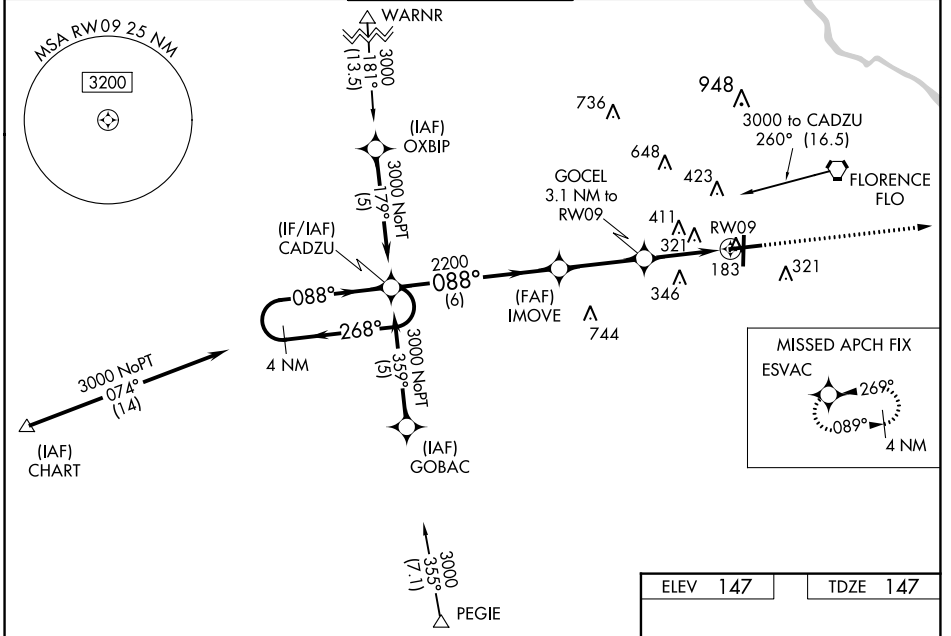 MSA RW09 25 NM
3200
WARNR
3000
181°
(13.5)
(IAF)
OXBIP
3000 NoPT
179°
(5)
(IF/IAF)
CADZU
088°
268°
4 NM
2200
088°
(6)
(FAF)
IMOVE
GOCEL
3.1 NM to
RW09
736
948
648
423
411
321
346
744
RW09
183
321
3000 to CADZU
260° (16.5)
FLORENCE
FLO
3000 NoPT
074°
(14)
(IAF)
CHART
3000 NoPT
359°
(5)
(IAF)
GOBAC
3000
355°
(7.1)
PEGIE
MISSED APCH FIX
ESVAC
269°
089°
4 NM
ELEV 147
TDZE 147